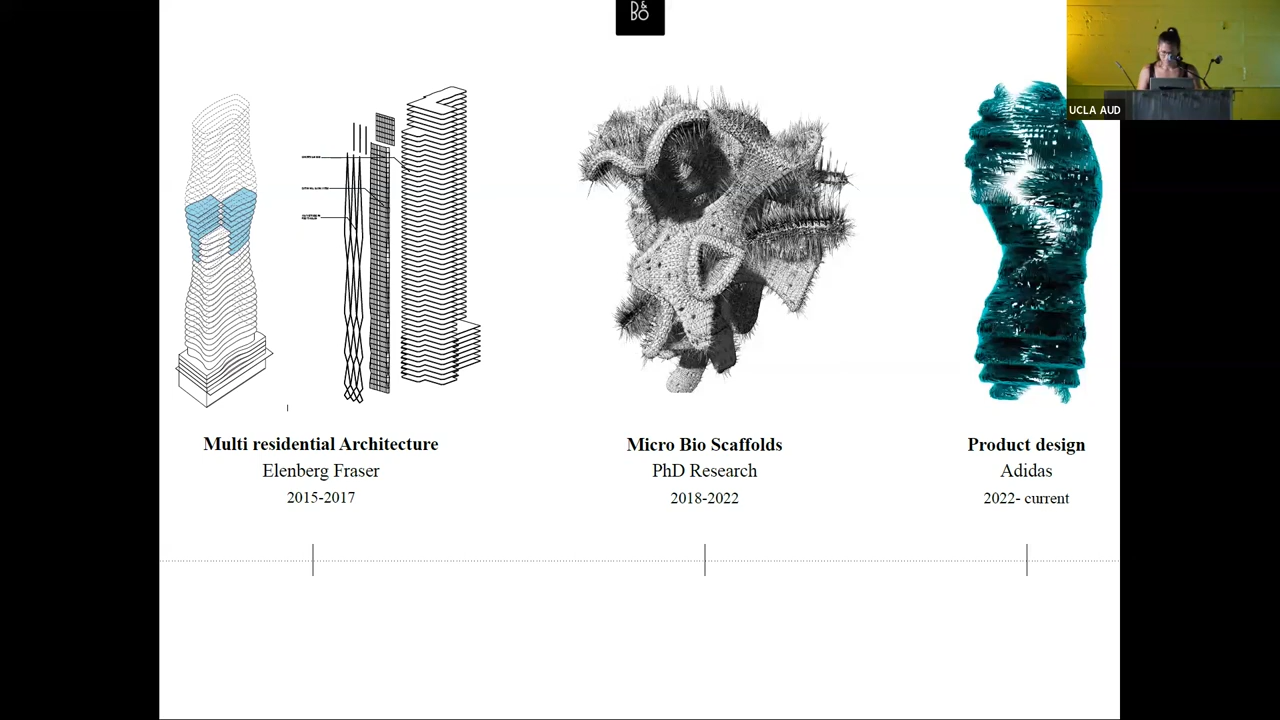 B&
BO
UCLA AUD
Multi residential Architecture
Elenberg Fraser
2015-2017
Micro Bio Scaffolds
PhD Research
2018-2022
Product design
Adidas
2022- current